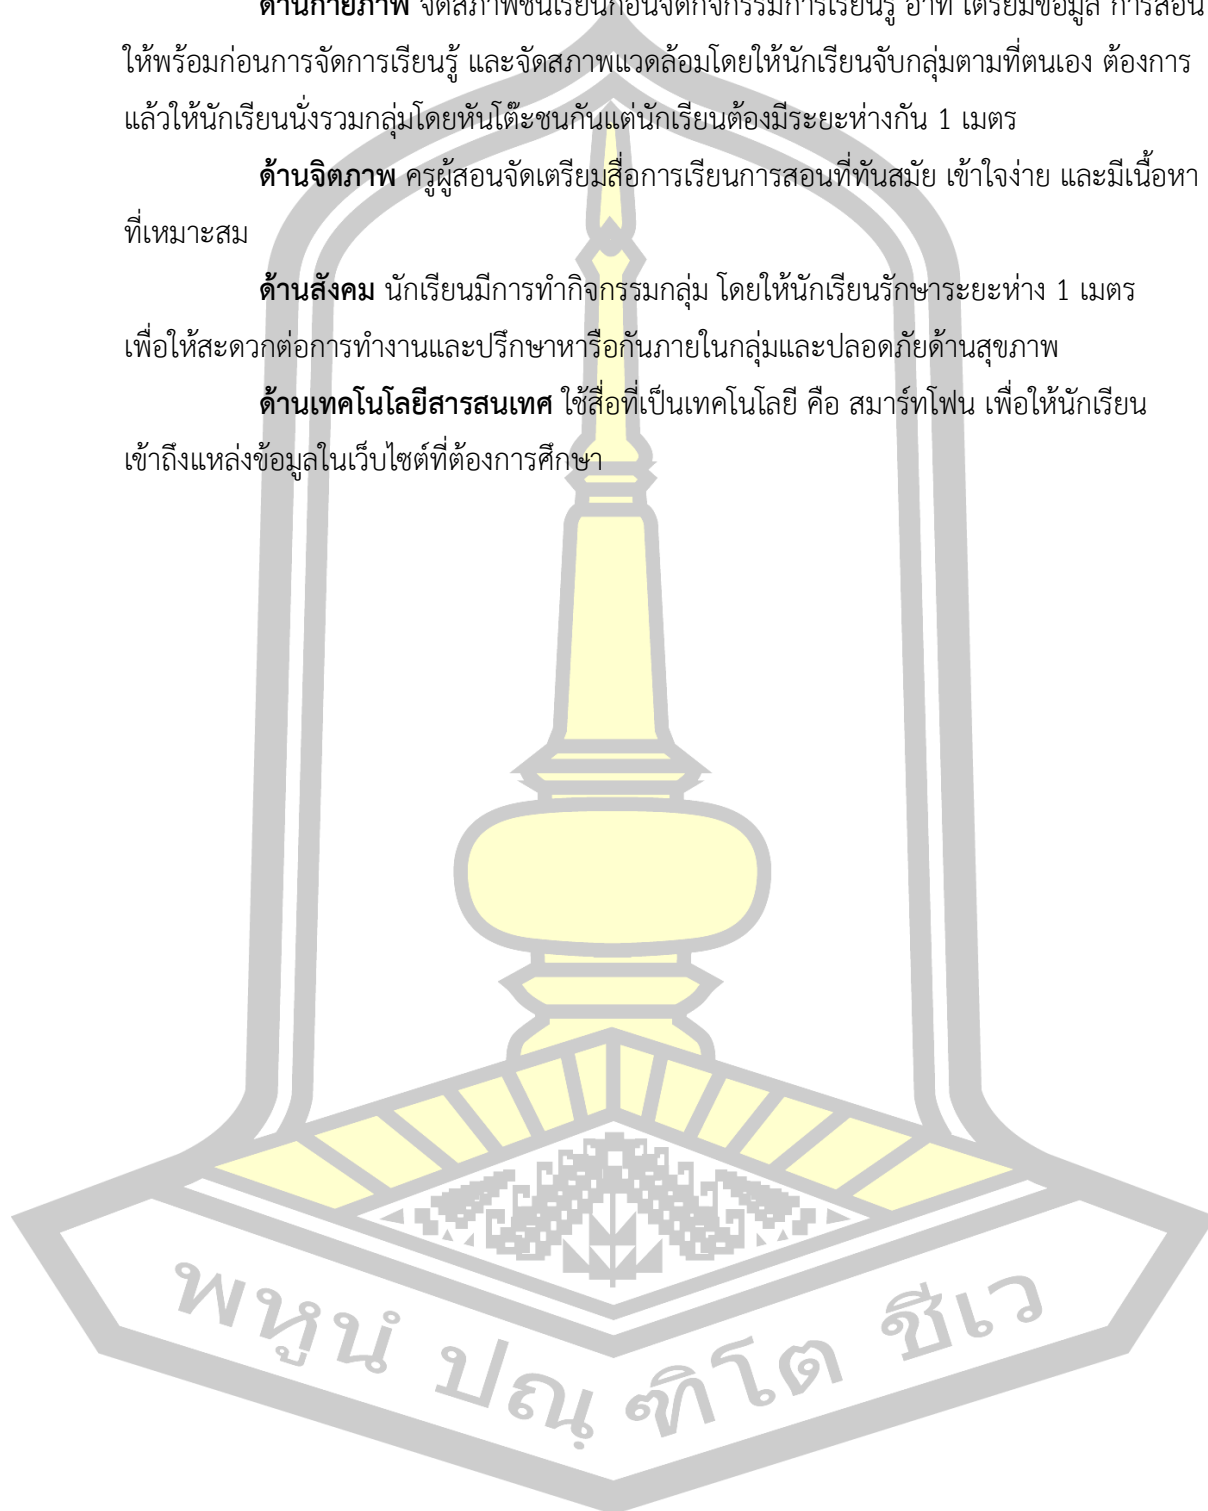 ด้านกายภาพ จัดสภาพชั้นเรียนก่อนจัดกิจกรรมการเรียนรู้ อาทิ เตรียมข้อมูล การสอน
ให้พร้อมก่อนการจัดการเรียนรู้ และจัดสภาพแวดล้อมโดยให้นักเรียนจับกลุ่มตามที่ตนเอง ต้องการ
แล้วให้นักเรียนนั่งรวมกลุ่มโดยหันโต๊ะชนกันแต่นักเรียนต้องมีระยะห่างกัน 1 เมตร
ด้านจิตภาพ ครูผู้สอนจัดเตรียมสื่อการเรียนการสอนที่ทันสมัย เข้าใจง่าย และมีเนื้อหา
ที่เหมาะสม
ด้านสังคม นักเรียนมีการทำกิจกรรมกลุ่ม โดยให้นักเรียนรักษาระยะห่าง 1 เมตร
เพื่อให้สะดวกต่อการทำงานและปรึกษาหารือกันภายในกลุ่มและปลอดภัยด้านสุขภาพ
ด้านเทคโนโลยีสารสนเทศ ใช้สื่อที่เป็นเทคโนโลยี คือ สมาร์ทโฟน เพื่อให้นักเรียน
เข้าถึงแหล่งข้อมูลในเว็บไซต์ที่ต้องการศึกษา
พหูนํ ปณฺ ฑิโต ชีเว